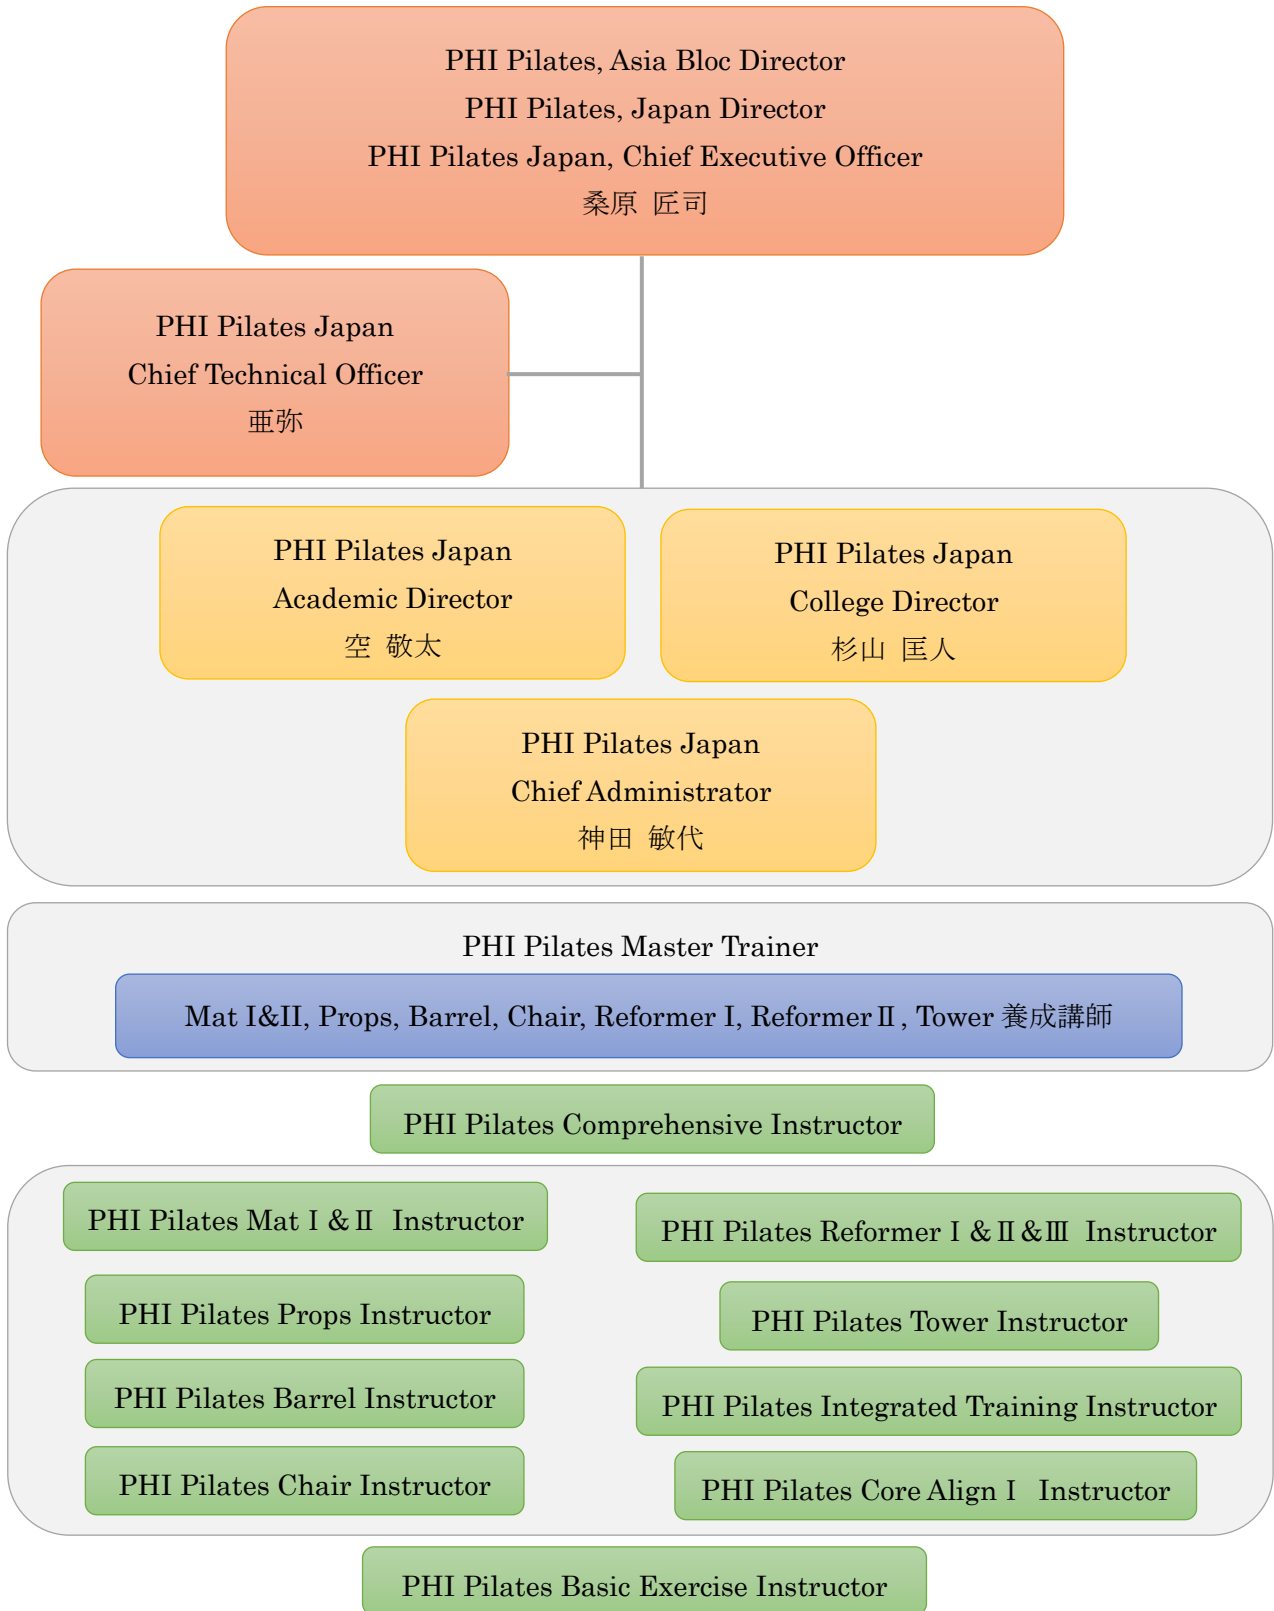 PHI Pilates, Asia Bloc Director
PHI Pilates, Japan Director
PHI Pilates Japan, Chief Executive Officer
桑原 匠司
PHI Pilates Japan
Chief Technical Officer
亜弥
PHI Pilates Japan
Academic Director
空 敬太
PHI Pilates Japan
College Director
杉山 匡人
PHI Pilates Japan
Chief Administrator
神田 敏代
PHI Pilates Master Trainer
Mat I&II, Props, Barrel, Chair, Reformer I, ReformerⅡ, Tower 養成講師
PHI Pilates Comprehensive Instructor
PHI Pilates MatⅠ&Ⅱ Instructor
PHI Pilates Props Instructor
PHI Pilates Barrel Instructor
PHI Pilates Chair Instructor
PHI Pilates ReformerⅠ&Ⅱ&Ⅲ Instructor
PHI Pilates Tower Instructor
PHI Pilates Integrated Training Instructor
PHI Pilates Core AlignⅠ Instructor
PHI Pilates Basic Exercise Instructor